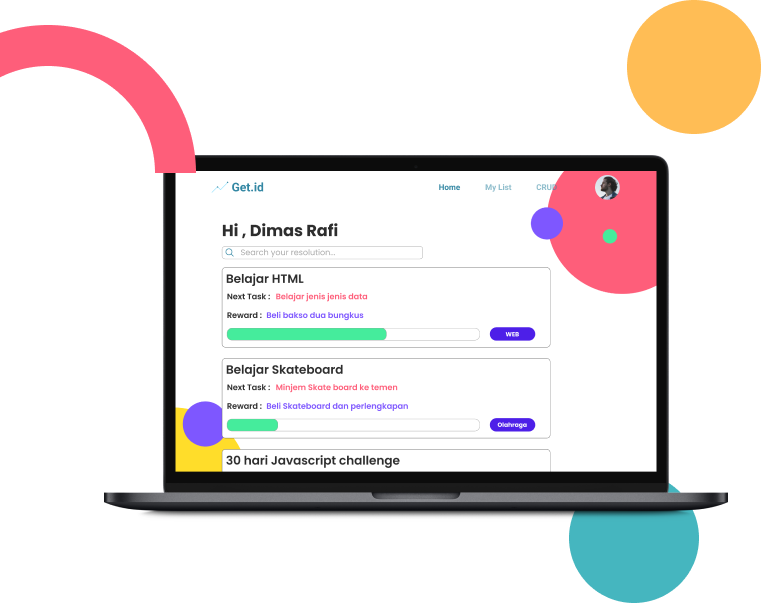 Get.id
Home My List CRUD
Hi , Dimas Rafi
Search your resolution...
Belajar HTML
Next Task : Belajar jenis jenis data
Reward : Beli bakso dua bungkus
WEB
Belajar Skateboard
Next Task : Minjem Skate board ke temen
Reward : Beli Skateboard dan perlengkapan
Olahraga
30 hari Javascript challenge